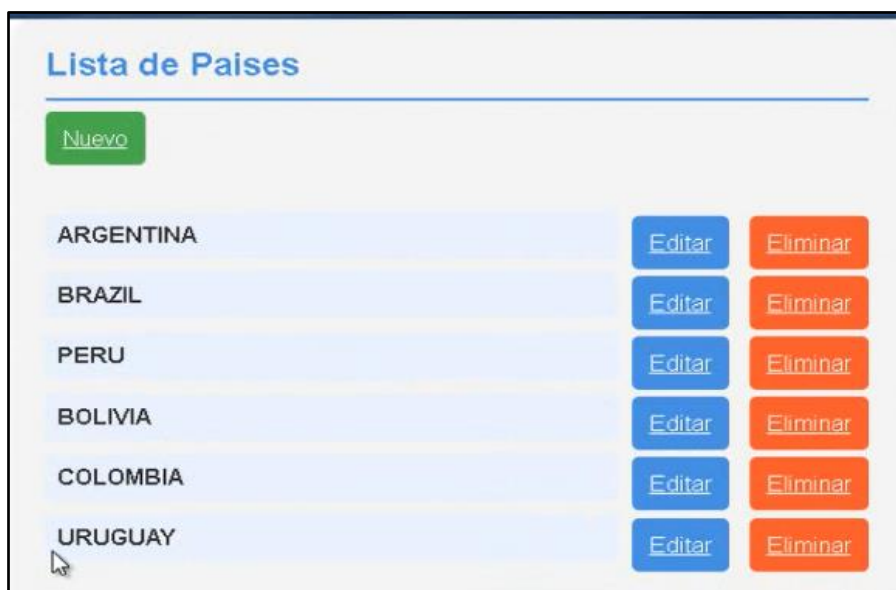 Lista de Paises
Nuevo
ARGENTINA Editar Eliminar
BRAZIL Editar Eliminar
PERU Editar Eliminar
BOLIVIA Editar Eliminar
COLOMBIA Editar Eliminar
URUGUAY Editar Eliminar